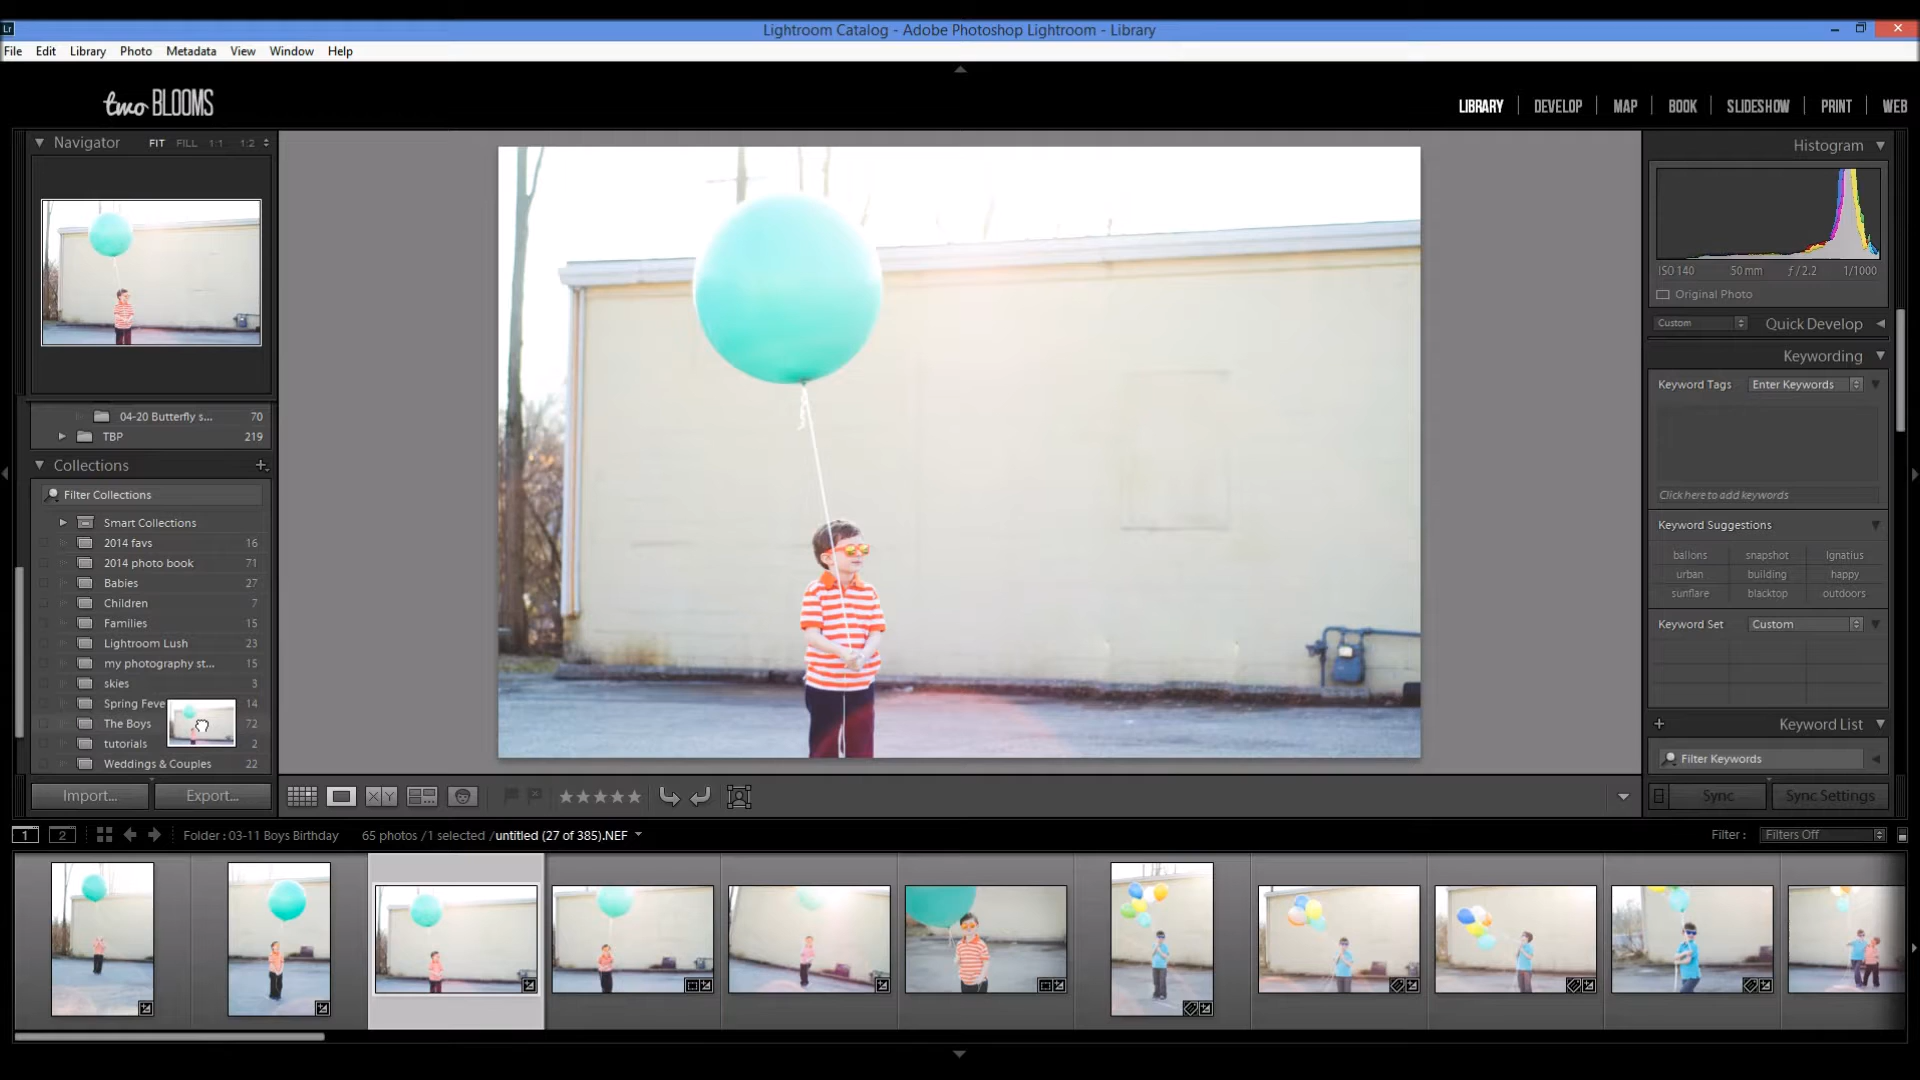 Lr
Lightroom Catalog - Adobe Photoshop Lightroom - Library
File Edit Library Photo Metadata View Window Help
two BLOOMS
LIBRARY DEVELOP MAP BOOK SLIDESHOW PRINT WEB
Navigator FIT FILL 1:1 1:2
04-20 Butterfly s... 70
TBP 219
Collections
Filter Collections
Smart Collections
2014 favs 16
2014 photo book 71
Babies 27
Children 7
Families 15
Lightroom Lush 23
my photography st... 15
skies 3
Spring Feve 14
The Boys 72
tutorials 2
Weddings & Couples 22
Import... Export...
Histogram
ISO 140 50 mm ƒ / 2.2 1/1000
Original Photo
Custom Quick Develop
Keywording
Keyword Tags Enter Keywords
Click here to add keywords
Keyword Suggestions
ballons snapshot Ignatius
urban building happy
sunflare blacktop outdoors
Keyword Set Custom
Keyword List
Filter Keywords
Sync Sync Settings
XY
1 2 Folder : 03-11 Boys Birthday 65 photos / 1 selected / untitled (27 of 385).NEF Filter : Filters Off